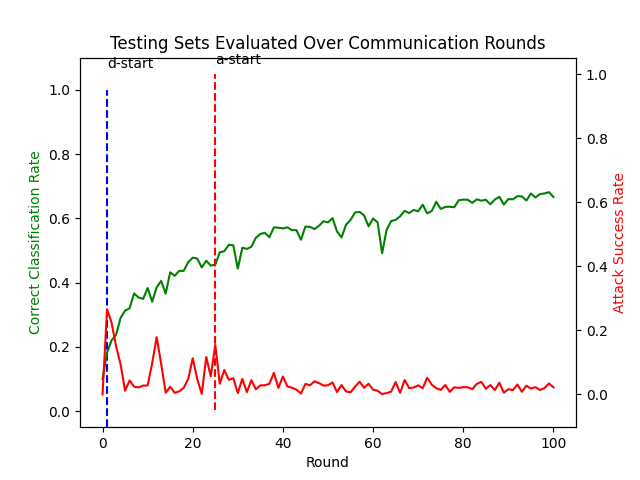 Testing Sets Evaluated Over Communication Rounds
d-start
a-start
Correct Classification Rate
1.0
0.8
0.6
0.4
0.2
0.0
1.0
0.8
0.6
0.4
0.2
0.0
Attack Success Rate
0 20 40 60 80 100
Round